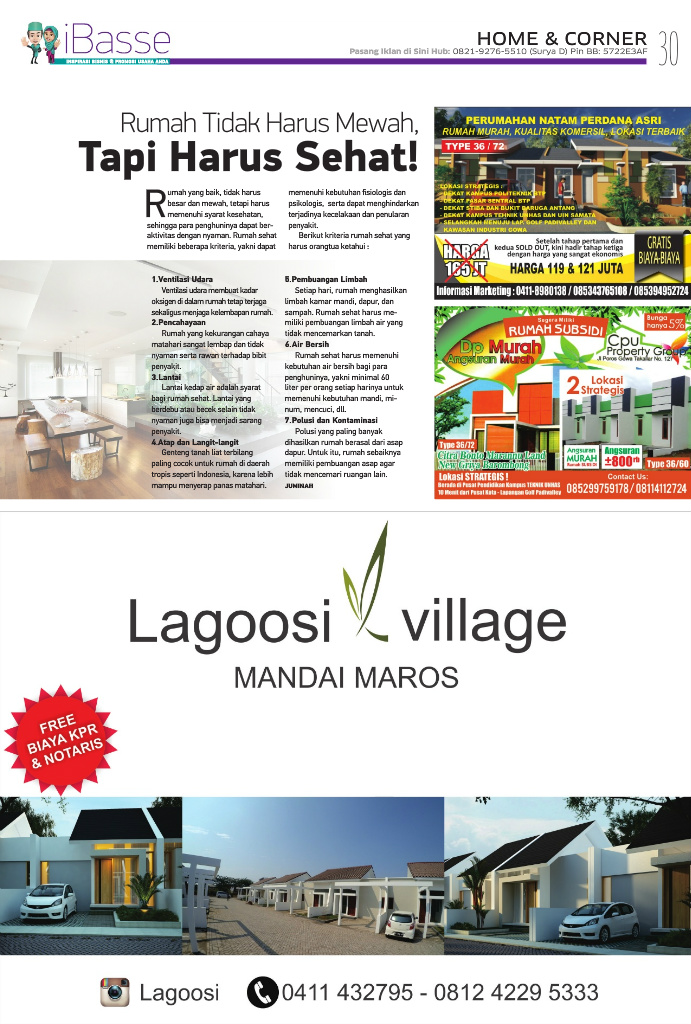 iBasse
INSPIRASI BISNIS & PROMOSI USAHA ANDA
HOME & CORNER
30
Pasang Iklan di Sini Hub: 0821-9276-5510 (Surya D) Pin BB: 5722E3AF
Rumah Tidak Harus Mewah,
Tapi Harus Sehat!
Rumah yang baik, tidak harus
besar dan mewah, tetapi harus
memenuhi syarat kesehatan,
sehingga para penghuninya dapat ber-
aktivitas dengan nyaman. Rumah sehat
memiliki beberapa kriteria, yakni dapat
memenuhi kebutuhan fisiologis dan
psikologis, serta dapat menghindarkan
terjadinya kecelakaan dan penularan
penyakit.
Berikut kriteria rumah sehat yang
harus orangtua ketahui :
1.Ventilasi Udara
Ventilasi udara membuat kadar
oksigen di dalam rumah tetap terjaga
sekaligus menjaga kelembapan rumah.
2.Pencahayaan
Rumah yang kekurangan cahaya
matahari sangat lembap dan tidak
nyaman serta rawan terhadap bibit
penyakit.
3.Lantai
Lantai kedap air adalah syarat
bagi rumah sehat. Lantai yang
berdebu atau becek selain tidak
nyaman juga bisa menjadi sarang
penyakit.
4.Atap dan Langit-langit
Genteng tanah liat terbilang
paling cocok untuk rumah di daerah
tropis seperti Indonesia, karena lebih
mampu menyerap panas matahari.
5.Pembuangan Limbah
Setiap hari, rumah menghasilkan
limbah kamar mandi, dapur, dan
sampah. Rumah sehat harus me-
miliki pembuangan limbah air yang
tidak mencemarkan tanah.
6.Air Bersih
Rumah sehat harus memenuhi
kebutuhan air bersih bagi para
penghuninya, yakni minimal 60
liter per orang setiap harinya untuk
memenuhi kebutuhan mandi, mi-
num, mencuci, dll.
7.Polusi dan Kontaminasi
Polusi yang paling banyak
dihasilkan rumah berasal dari asap
dapur. Untuk itu, rumah sebaiknya
memiliki pembuangan asap agar
tidak mencemari ruangan lain.
JUMINAH
PERUMAHAN NATAM PERDANA ASRI
RUMAH MURAH, KUALITAS KOMERSIL, LOKASI TERBAIK
TYPE 36 / 72
LOKASI STRATEGIS :
- DEKAT KAMPUS POLITEKNIK BTP
- DEKAT PASAR SENTRAL BTP
- DEKAT STIBA DAN BUKIT BARUGA ANTANG
- DEKAT KAMPUS TEHNIK UNHAS DAN UIN SAMATA
- SELANGKAH MENUJU LAP. GOLF PADIVALLEY DAN
KAWASAN INDUSTRI GOWA
HARGA
185 JT
Setelah tahap pertama dan
kedua SOLD OUT, kini hadir tahap ketiga
dengan harga yang sangat ekonomis
HARGA 119 & 121 JUTA
GRATIS
BIAYA-BIAYA
Informasi Marketing : 0411-8980138 / 085343765108 / 085394952724
Segera Miliki
RUMAH SUBSIDI
Bunga
hanya 5%
Dp Murah
Angsuran Murah
Cpu
Property Group
Jl Poros Gowa Takalar No. 121
2 Lokasi
Strategis
Type 36/72
Citra Bonto Masannu Land
New Griya Barombong
Angsuran
MURAH
Angsuran
±800rb
Type 36/60
Lokasi STRATEGIS !
Berada di Pusat Pendidikan Kampus TEKNIK UNHAS
10 Menit dari Pusat Kota - Lapangan Golf Padivalley
Contact Us:
085299759178 / 08114112724
Lagoosi village
MANDAI MAROS
FREE
BIAYA KPR
& NOTARIS
Lagoosi
0411 432795 - 0812 4229 5333